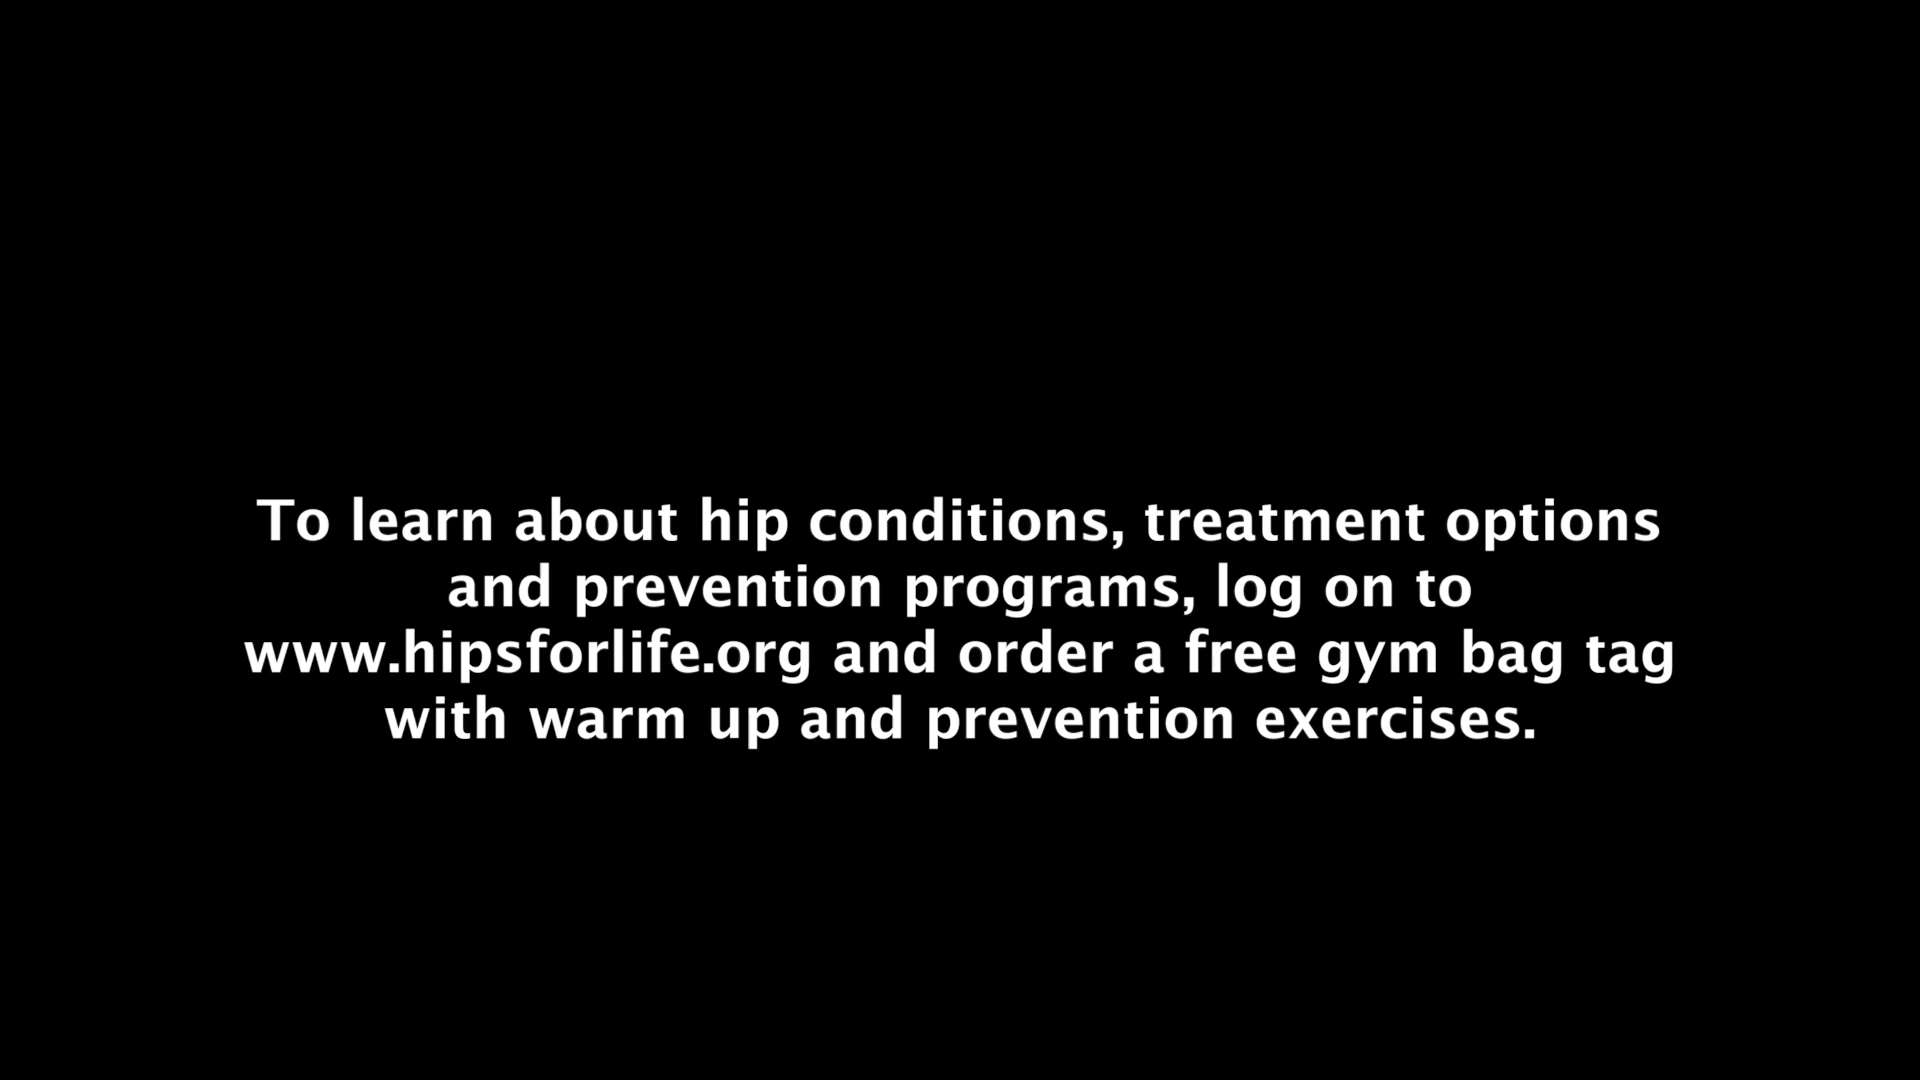 To learn about hip conditions, treatment options
and prevention programs, log on to
www.hipsforlife.org and order a free gym bag tag
with warm up and prevention exercises.